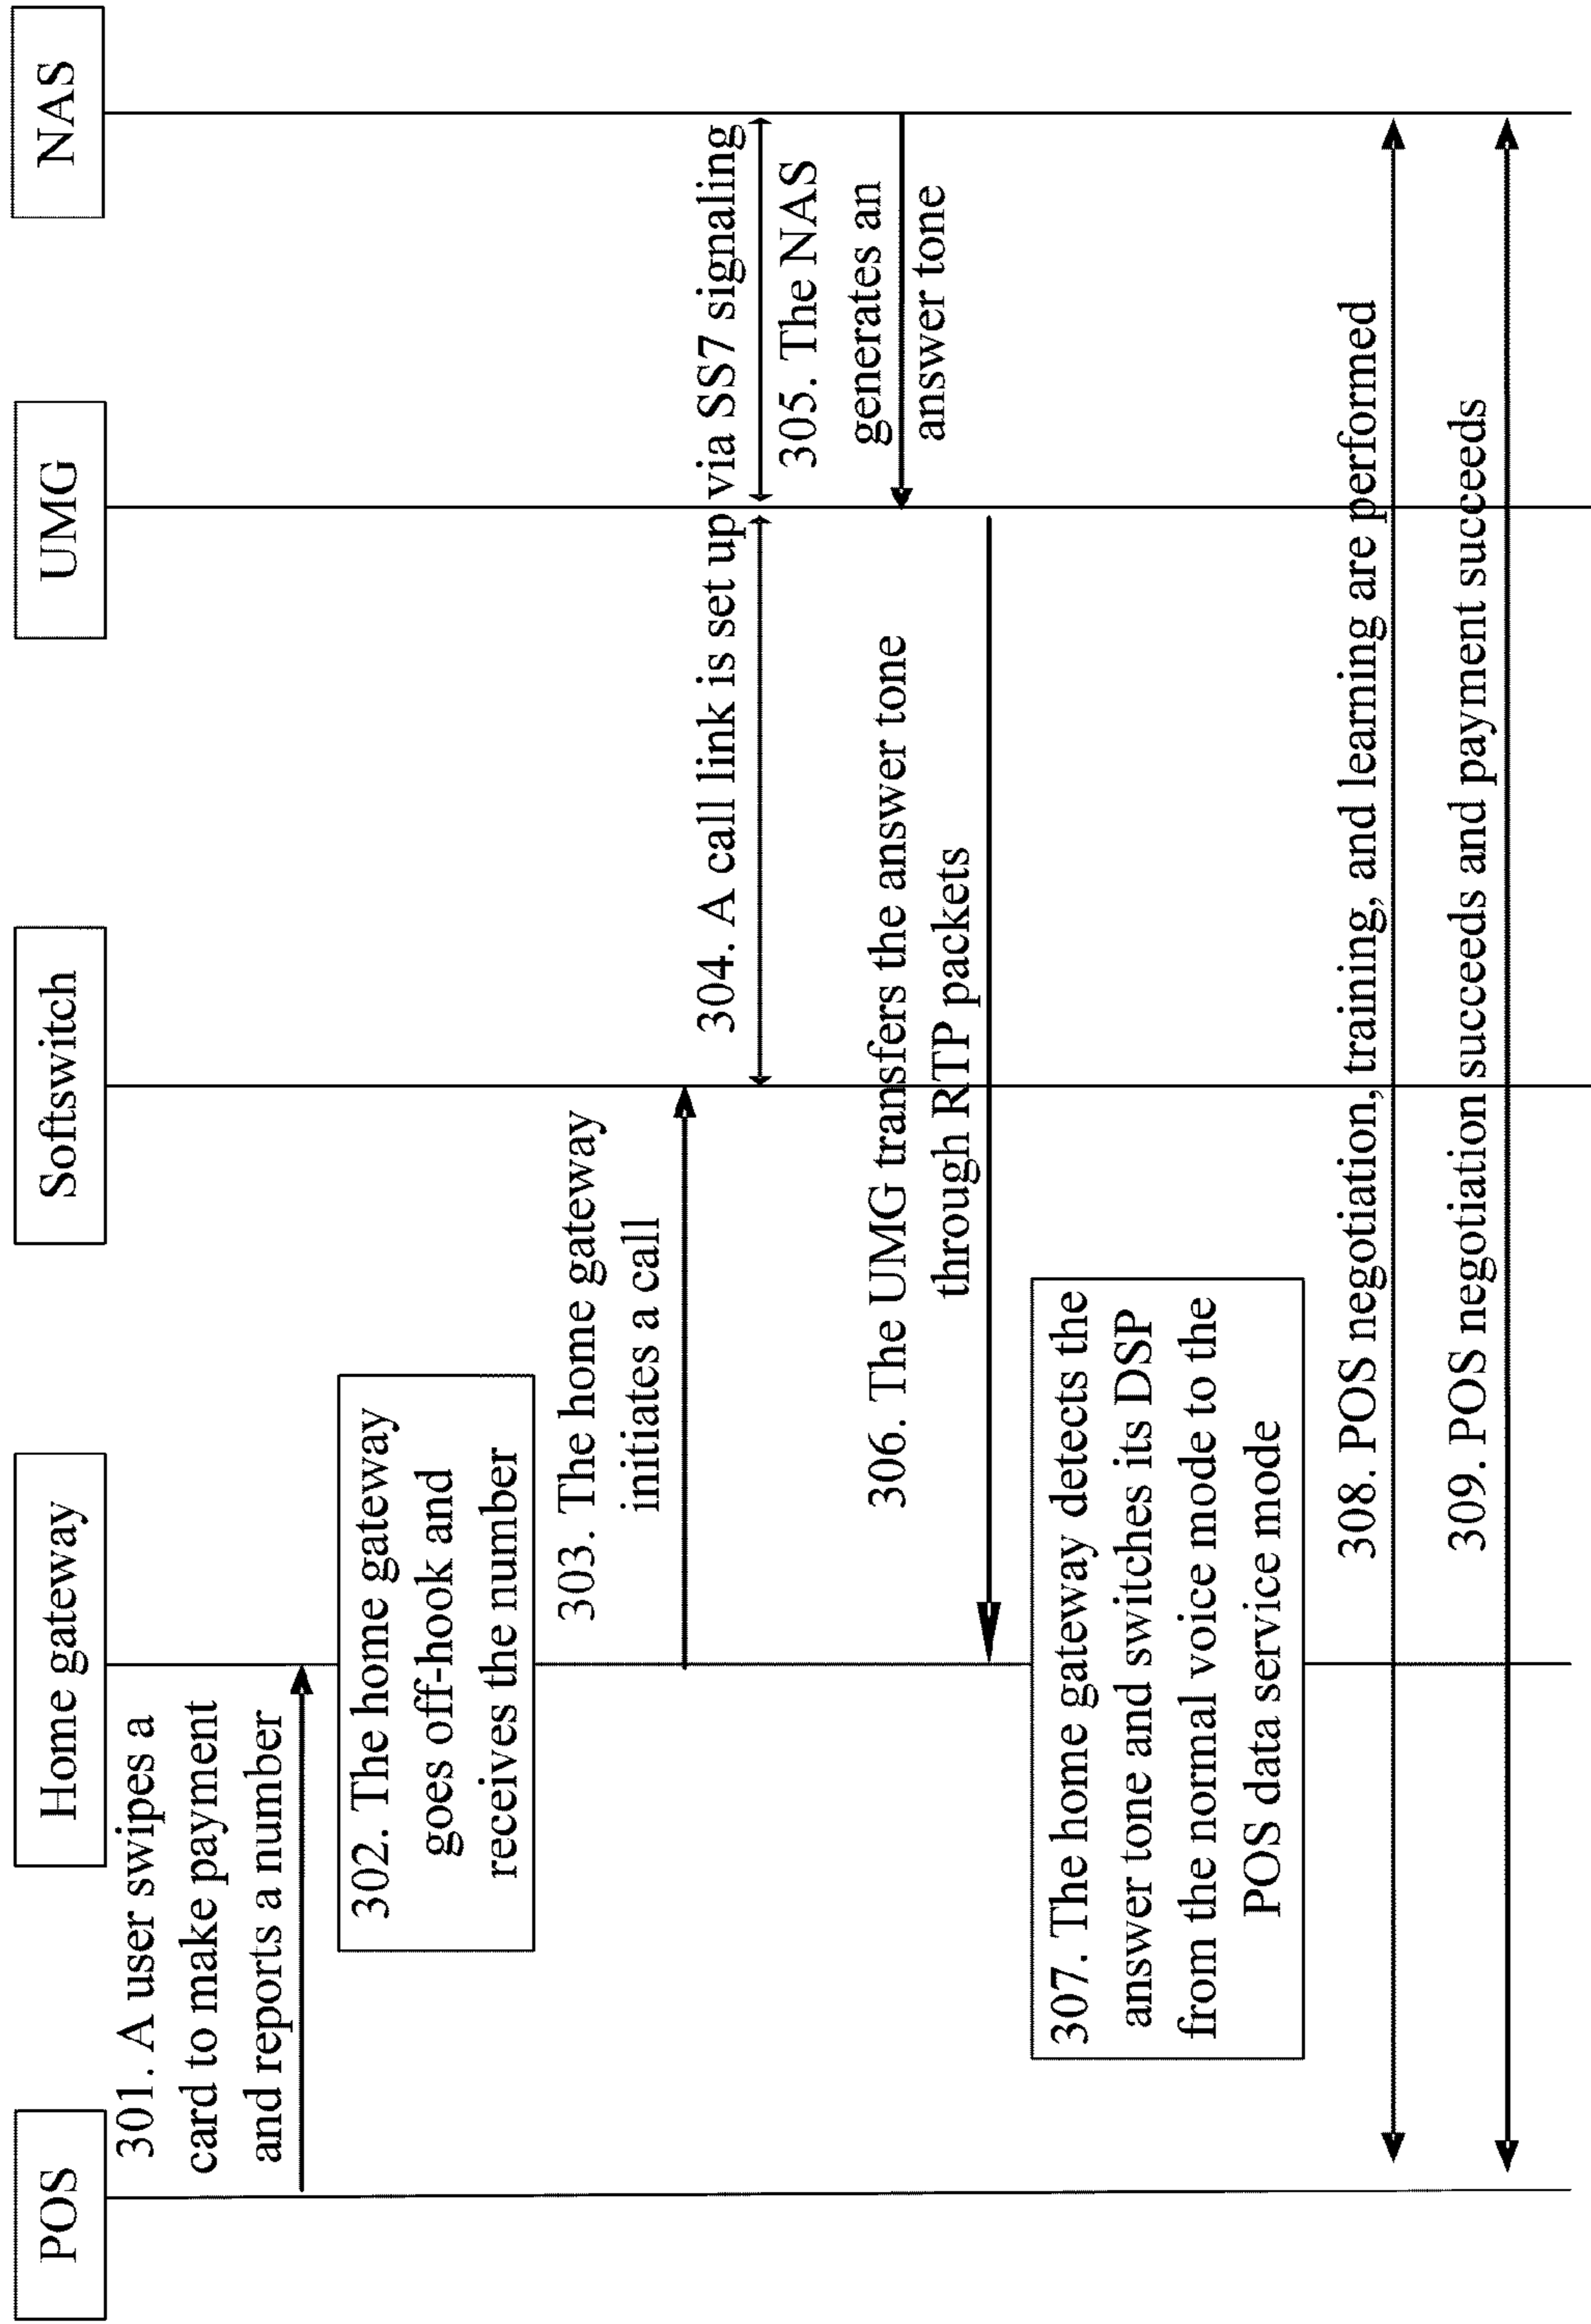 POS
Home gateway
Softswitch
UMG
NAS
301. A user swipes a
card to make payment
and reports a number
302. The home gateway
goes off-hook and
receives the number
303. The home gateway
initiates a call
304. A call link is set up via SS7 signaling
305. The NAS
generates an
answer tone
306. The UMG transfers the answer tone
through RTP packets
307. The home gateway detects the
answer tone and switches its DSP
from the normal voice mode to the
POS data service mode
308. POS negotiation, training, and learning are performed
309. POS negotiation succeeds and payment succeeds